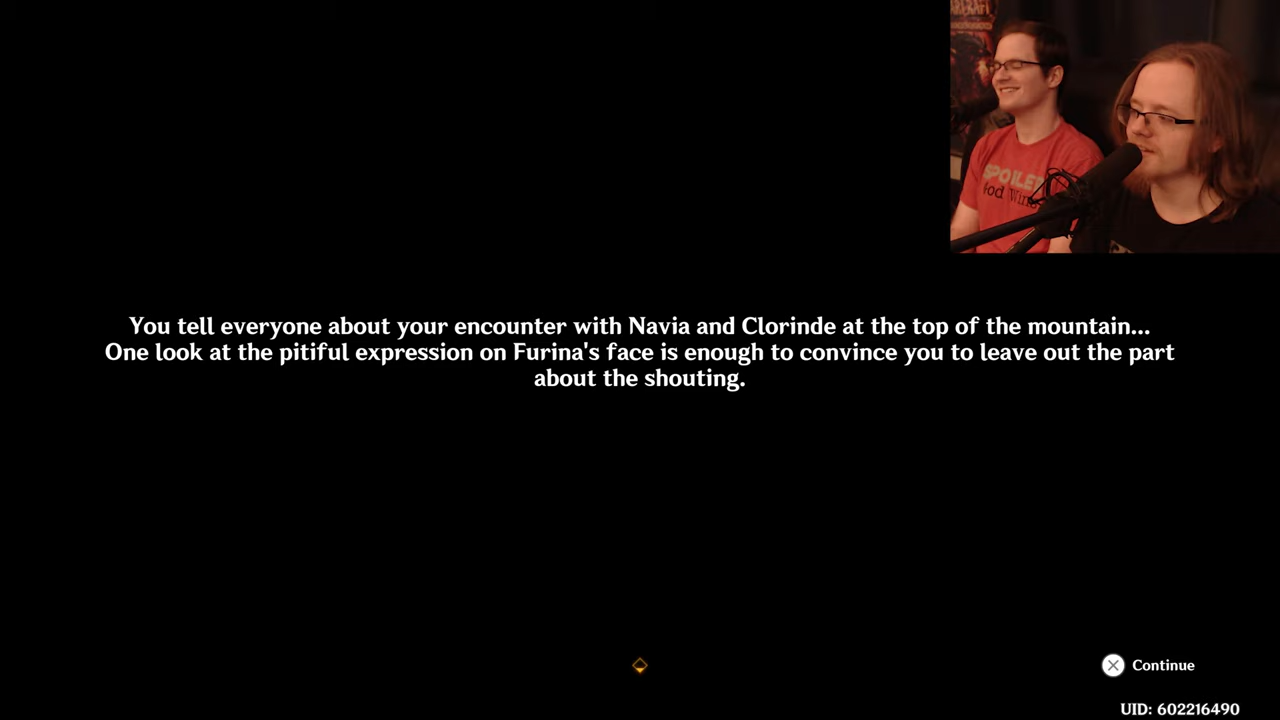 SPOILER
You tell everyone about your encounter with Navia and Clorinde at the top of the mountain...
One look at the pitiful expression on Furina's face is enough to convince you to leave out the part
about the shouting.
Continue
UID: 602216490